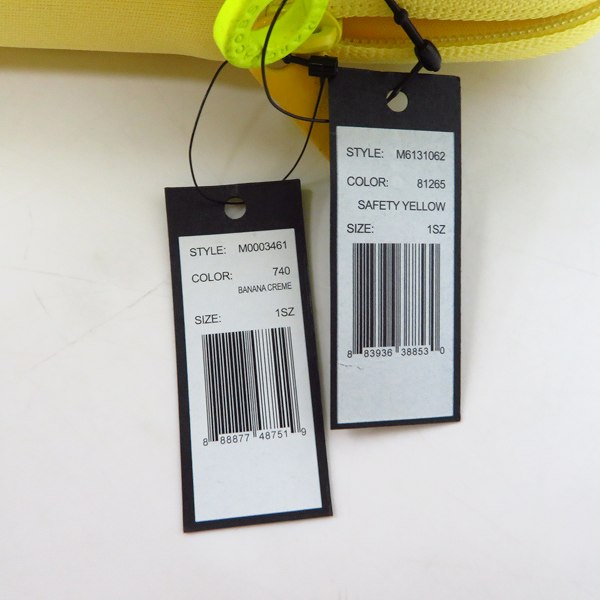 STYLE: M0003461
COLOR: 740
BANANA CREME
SIZE: 1SZ
8 88877 48751 9
STYLE: M6131062
COLOR: 81265
SAFETY YELLOW
SIZE: 1SZ
8 83936 38853 0